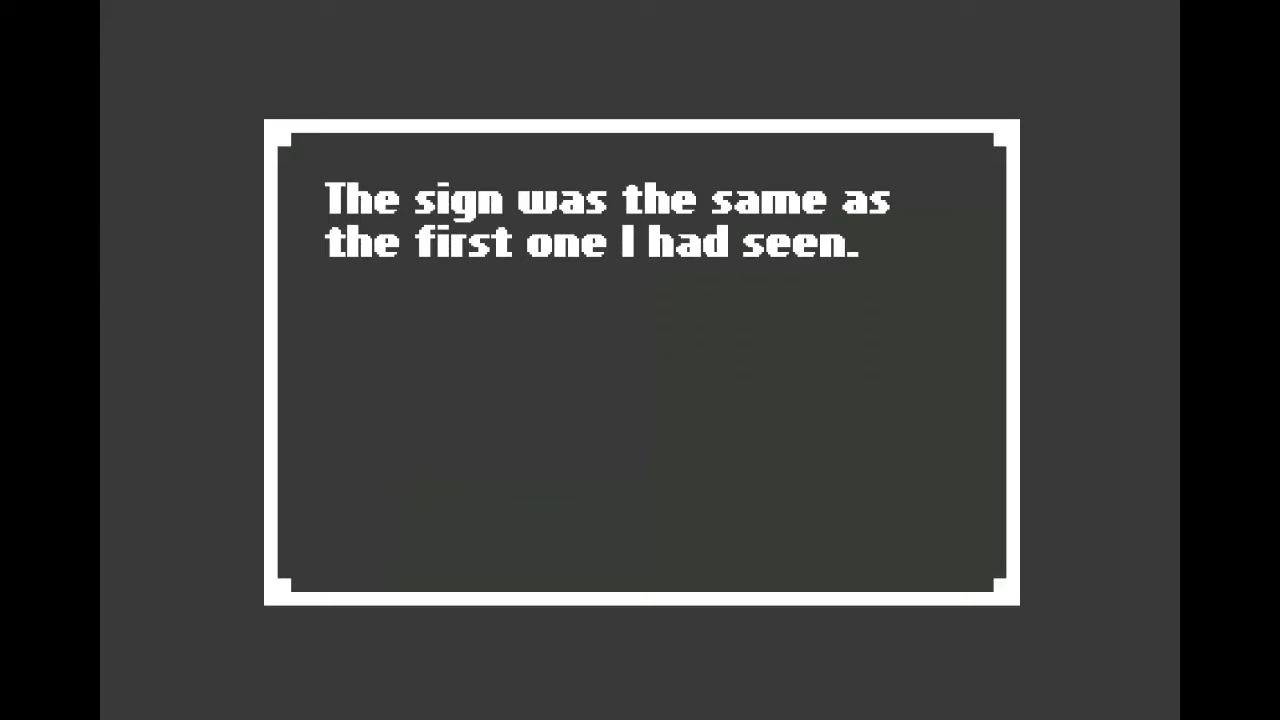 The sign was the same as
the first one I had seen.